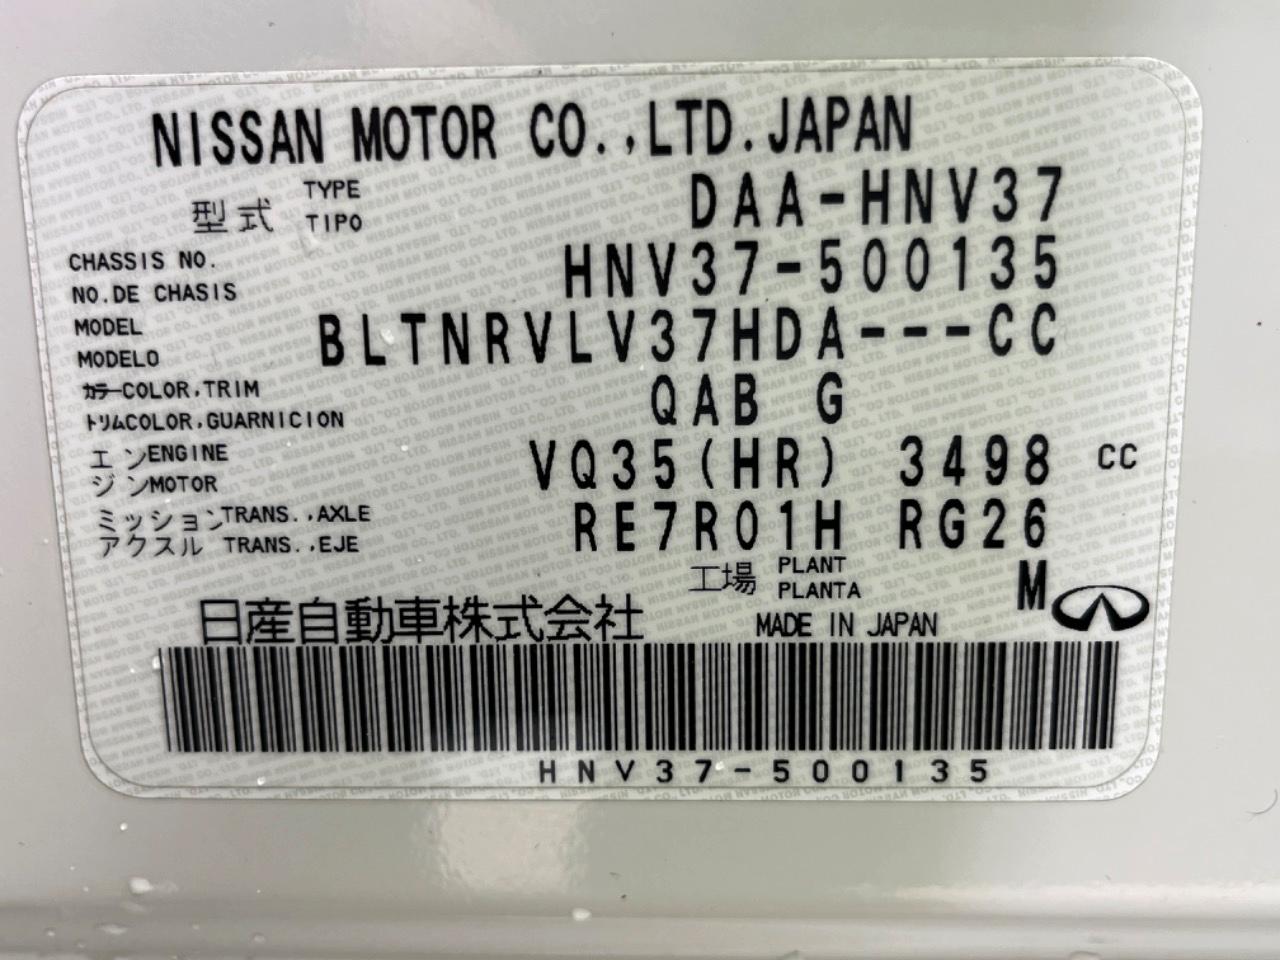 NISSAN MOTOR CO.,LTD.JAPAN
型式 TYPE TIPO DAA-HNV37
CHASSIS NO.
NO.DE CHASIS HNV37-500135
MODEL
MODELO BLTNRVLV37HDA---CC
カラーCOLOR,TRIM
トリムCOLOR,GUARNICION QAB G
エンENGINE
ジンMOTOR VQ35(HR) 3498 CC
ミッションTRANS.,AXLE
アクスル TRANS.,EJE RE7R01H RG26
工場 PLANT PLANTA M
日産自動車株式会社 MADE IN JAPAN
HNV37-500135